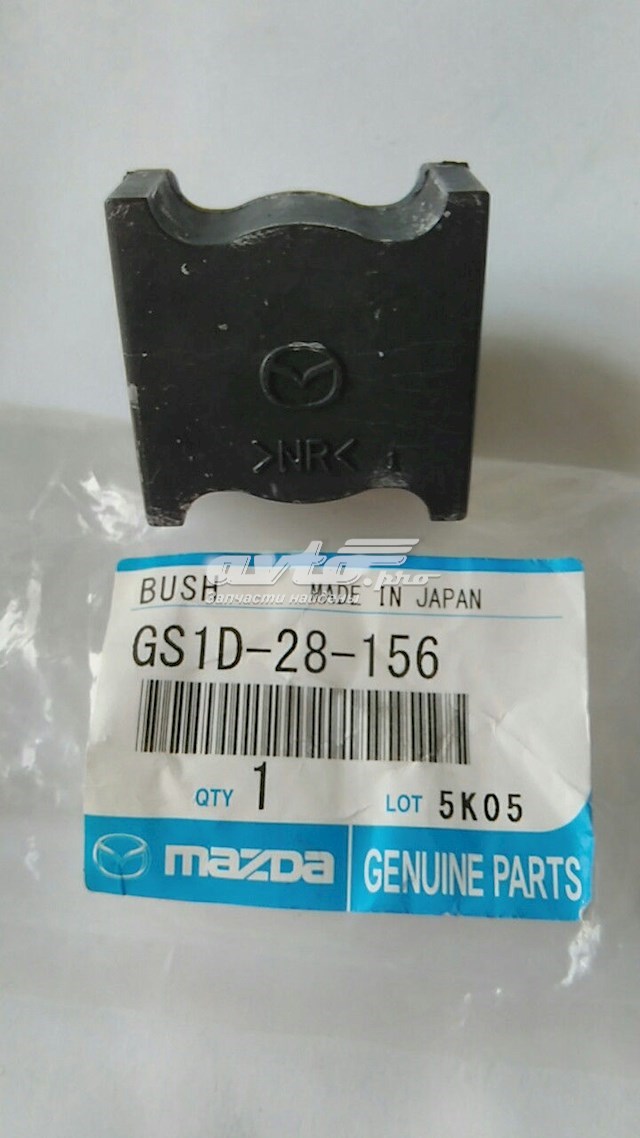 >NR< 1
avto.pro
запчасти найдены
BUSH MADE IN JAPAN
GS1D-28-156
QTY 1 LOT 5K05
mazda GENUINE PARTS